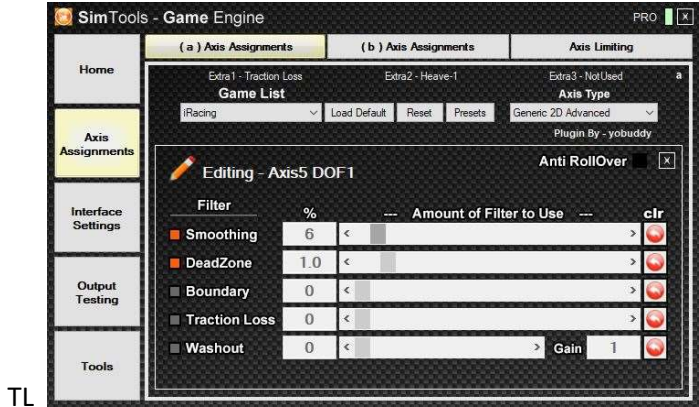 SimTools - Game Engine PRO x
( a ) Axis Assignments ( b ) Axis Assignments Axis Limiting
Home
Axis Assignments
Interface Settings
Output Testing
Tools
Extra1 - Traction Loss Extra2 - Heave-1 Extra3 - NotUsed a
Game List Axis Type
iRacing Load Default Reset Presets Generic 2D Advanced
Plugin By - yobuddy
Editing - Axis5 DOF1 Anti RollOver x
Filter % --- Amount of Filter to Use --- clr
Smoothing 6 < >
DeadZone 1.0 < >
Boundary 0 < >
Traction Loss 0 < >
Washout 0 < > Gain 1
TL